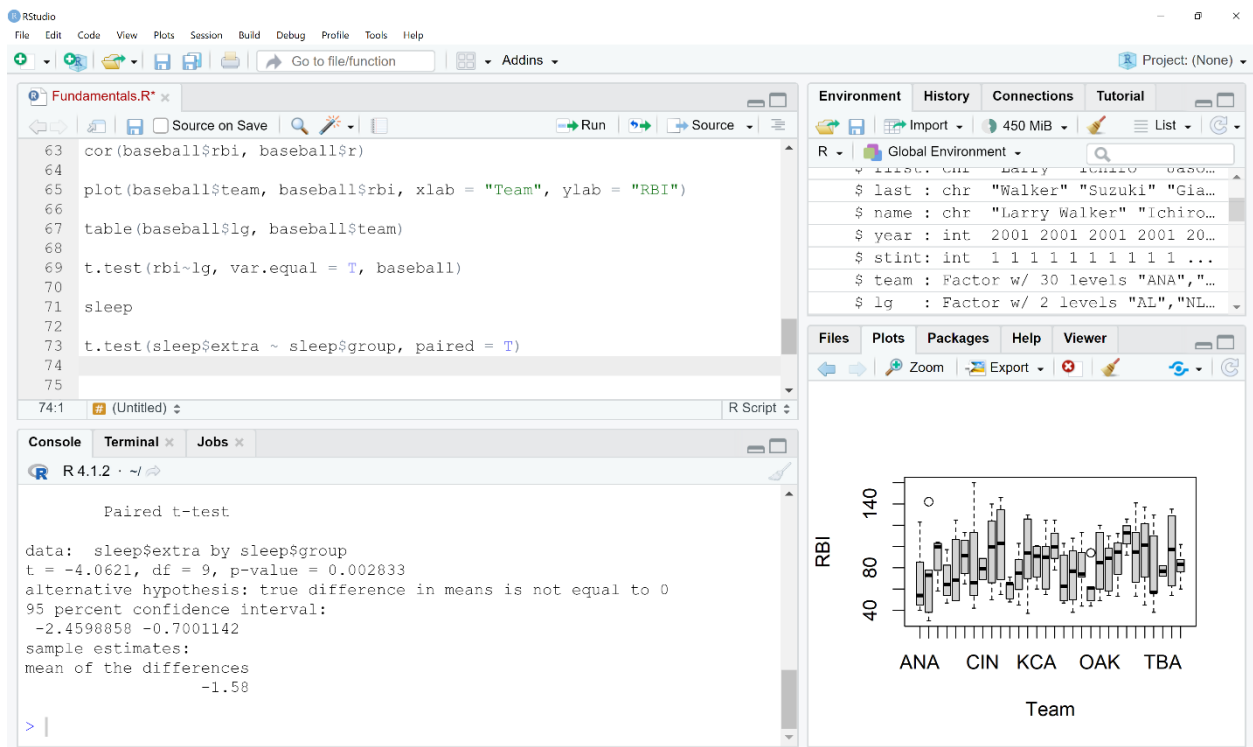 RStudio
File Edit Code View Plots Session Build Debug Profile Tools Help
Go to file/function Addins Project: (None)
Fundamentals.R*
Source on Save Run Source
63 cor(baseball$rbi, baseball$r)
64
65 plot(baseball$team, baseball$rbi, xlab = "Team", ylab = "RBI")
66
67 table(baseball$lg, baseball$team)
68
69 t.test(rbi~lg, var.equal = T, baseball)
70
71 sleep
72
73 t.test(sleep$extra ~ sleep$group, paired = T)
74
75
74:1 # (Untitled) R Script
Console Terminal Jobs
R R 4.1.2 · ~/
Paired t-test
data:  sleep$extra by sleep$group
t = -4.0621, df = 9, p-value = 0.002833
alternative hypothesis: true difference in means is not equal to 0
95 percent confidence interval:
-2.4598858 -0.7001142
sample estimates:
mean of the differences
-1.58
>
Environment History Connections Tutorial
Import 450 MiB List
R Global Environment
$ last : chr "Walker" "Suzuki" "Gia...
$ name : chr "Larry Walker" "Ichiro...
$ year : int 2001 2001 2001 2001 20...
$ stint: int 1 1 1 1 1 1 1 1 1 1 ...
$ team : Factor w/ 30 levels "ANA","...
$ lg : Factor w/ 2 levels "AL","NL...
Files Plots Packages Help Viewer
Zoom Export
140
80
40
RBI
ANA CIN KCA OAK TBA
Team